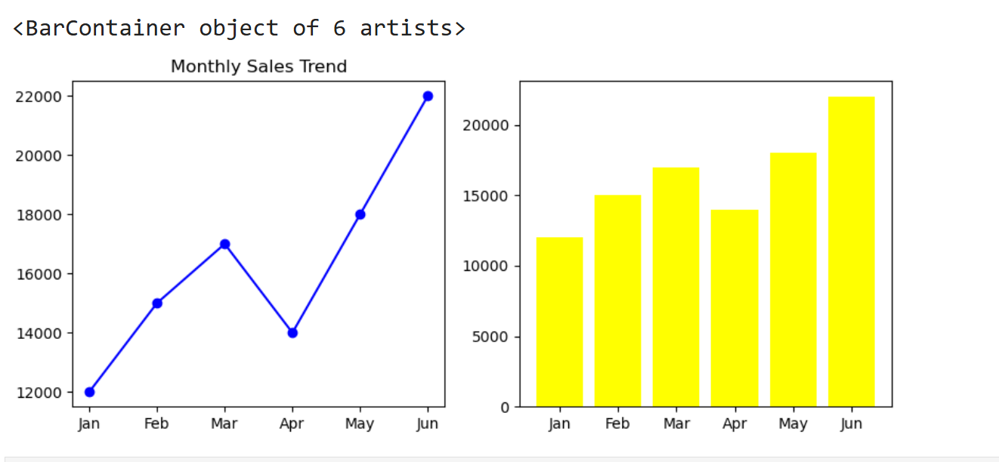 <BarContainer object of 6 artists>
Monthly Sales Trend
22000
20000
18000
16000
14000
12000
Jan Feb Mar Apr May Jun
20000
15000
10000
5000
0
Jan Feb Mar Apr May Jun